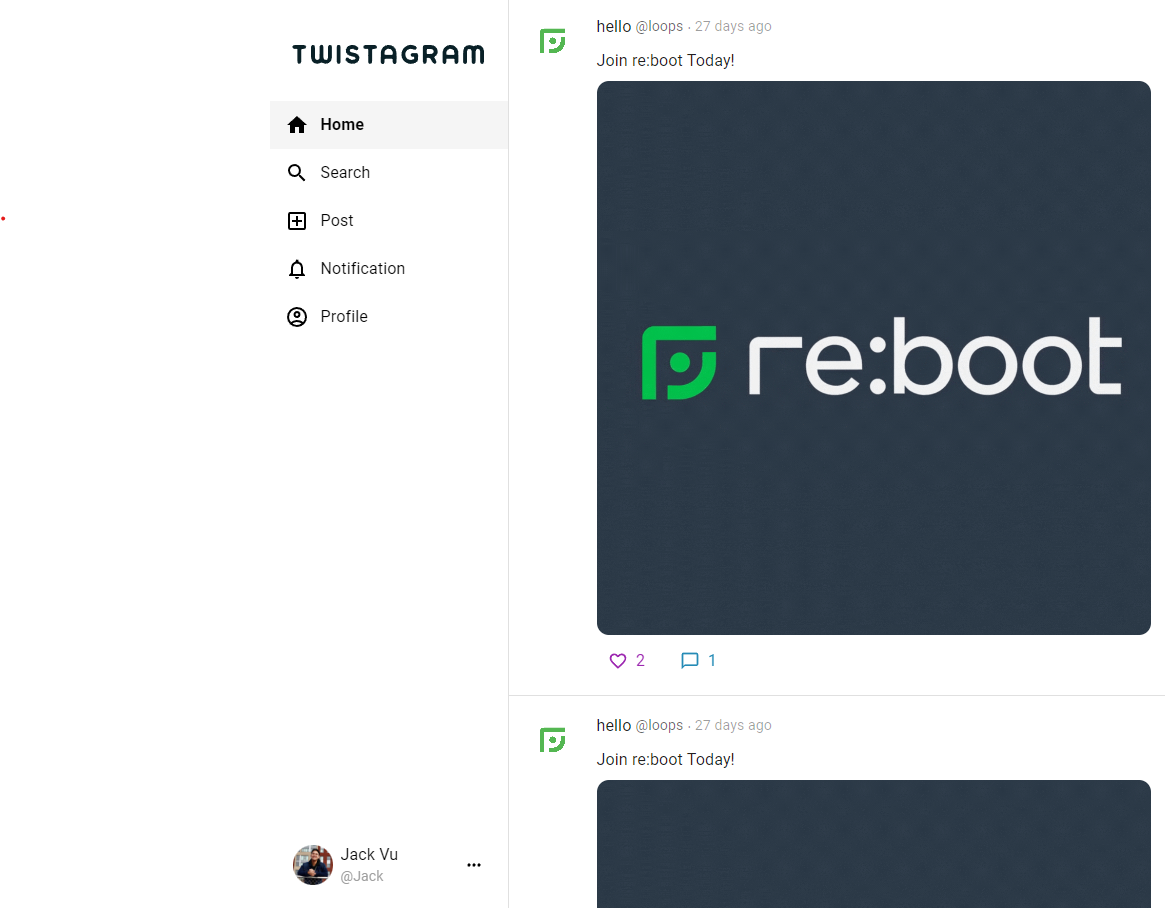 TWISTAGRAM
Home
Search
Post
Notification
Profile
Jack Vu
@Jack
hello @loops · 27 days ago
Join re:boot Today!
re:boot
2 1
hello @loops · 27 days ago
Join re:boot Today!